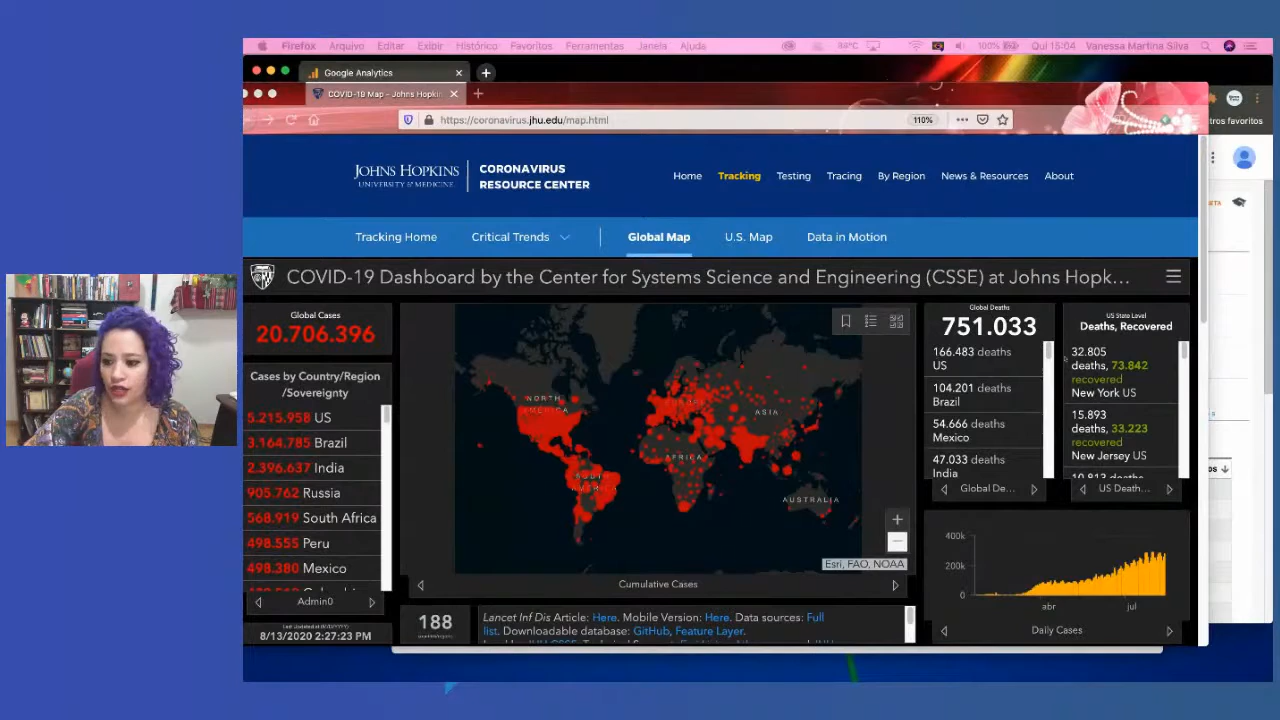 Firefox Arquivo Editar Exibir Histórico Favoritos Ferramentas Janela Ajuda 100% Qui 15:04 Vanessa Martina Silva
Google Analytics
COVID-19 Map - Johns Hopkin
https://coronavirus.jhu.edu/map.html 110%
tros favoritos
JOHNS HOPKINS
UNIVERSITY & MEDICINE
CORONAVIRUS
RESOURCE CENTER
Home Tracking Testing Tracing By Region News & Resources About
Tracking Home Critical Trends Global Map U.S. Map Data in Motion
COVID-19 Dashboard by the Center for Systems Science and Engineering (CSSE) at Johns Hopk...
Global Cases
20.706.396
Cases by Country/Region
/Sovereignty
5.215.958 US
3.164.785 Brazil
2.396.637 India
905.762 Russia
568.919 South Africa
498.555 Peru
498.380 Mexico
Admin0
8/13/2020 2:27:23 PM
NORTH
AMERICA
ASIA
AFRICA
SOUTH
AMERICA
AUSTRALIA
Esri, FAO, NOAA
Cumulative Cases
188
Lancet Inf Dis Article: Here. Mobile Version: Here. Data sources: Full
list. Downloadable database: GitHub, Feature Layer.
Global Deaths
751.033
166.483 deaths
US
104.201 deaths
Brazil
54.666 deaths
Mexico
47.033 deaths
India
Global De...
US State Level
Deaths, Recovered
32.805
deaths, 73.842
recovered
New York US
15.893
deaths, 33.223
recovered
New Jersey US
US Death...
400k
200k
0
abr jul
Daily Cases